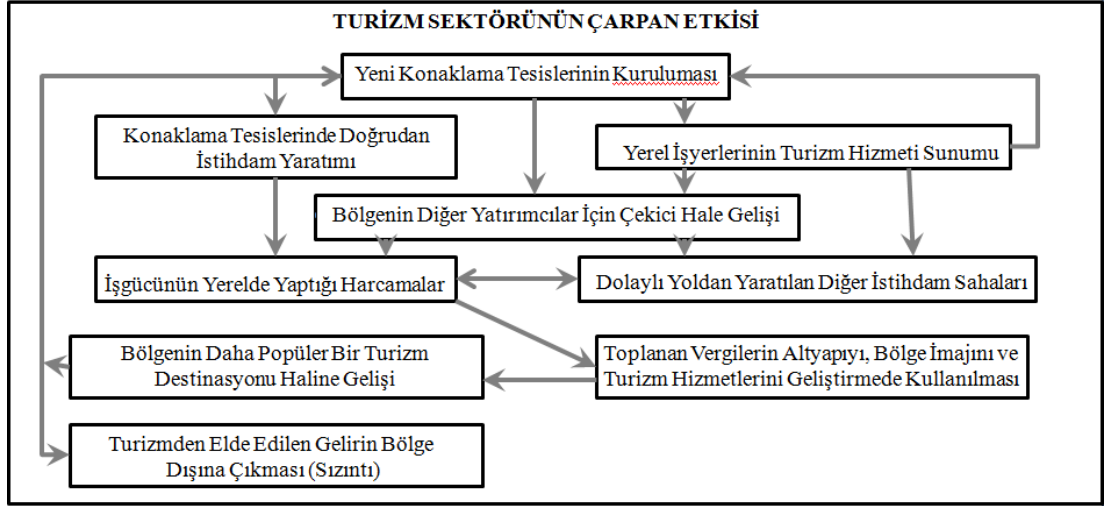 TURİZM SEKTÖRÜNÜN ÇARPAN ETKİSİ
Yeni Konaklama Tesislerinin Kuruluması
Konaklama Tesislerinde Doğrudan
İstihdam Yaratımı
Yerel İşyerlerinin Turizm Hizmeti Sunumu
Bölgenin Diğer Yatırımcılar İçin Çekici Hale Gelişi
İşgücünün Yerelde Yaptığı Harcamalar
Dolaylı Yoldan Yaratılan Diğer İstihdam Sahaları
Bölgenin Daha Popüler Bir Turizm
Destinasyonu Haline Gelişi
Toplanan Vergilerin Altyapıyı, Bölge İmajını ve
Turizm Hizmetlerini Geliştirmede Kullanılması
Turizmden Elde Edilen Gelirin Bölge
Dışına Çıkması (Sızıntı)